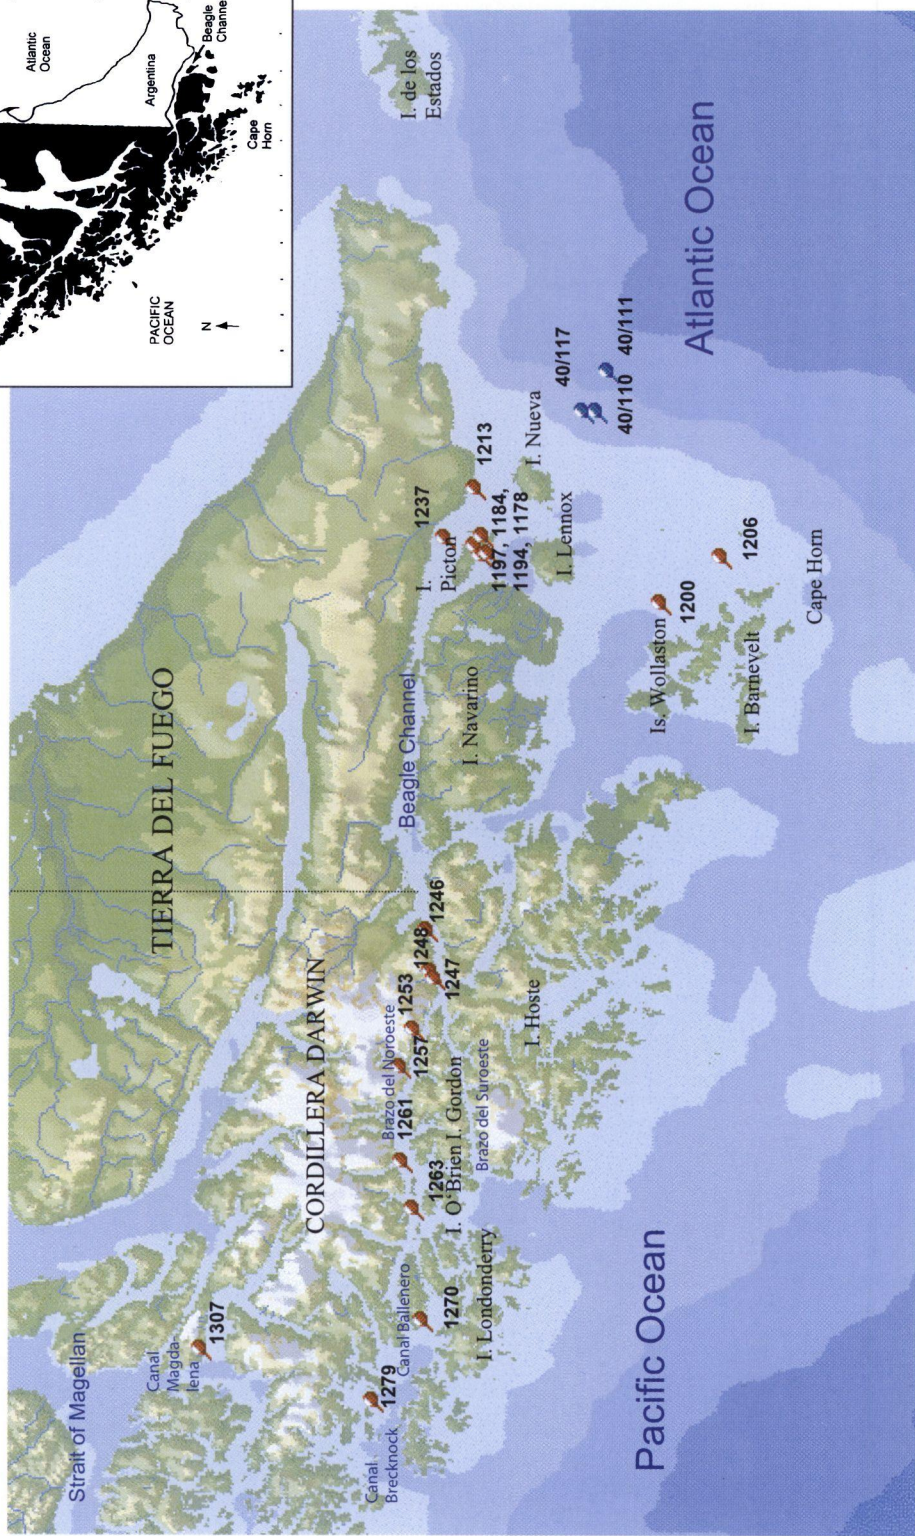 Atlantic
Ocean
Argentina
Beagle
Channe
Cape
Horn
PACIFIC
OCEAN
N
Strait of Magellan
Canal
Magda-
lena
1307
TIERRA DEL FUEGO
CORDILLERA DARWIN
I. de los
Estados
Canal
Brecknock
1279
Canal Ballenero
1270
I. Londonderry
1263
I. O'Brien
1261
Brazo del Noroeste
1257
I. Gordon
1253
Brazo del Suroeste
1248
1247
1246
I. Hoste
Beagle Channel
I. Navarino
I.
Picton
1237
1213
1197, 1184,
1194, 1178
I. Nueva
I. Lennox
40/117
40/110
40/111
Is. Wollaston
1200
I. Barnevelt
1206
Cape Horn
Pacific Ocean
Atlantic Ocean